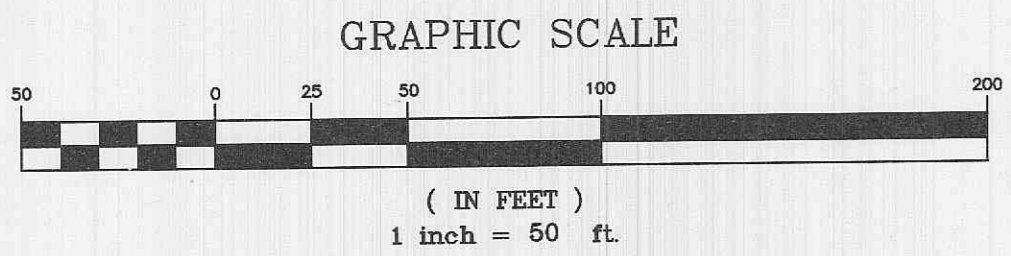 GRAPHIC SCALE
50 0 25 50 100 200
( IN FEET )
1 inch = 50 ft.